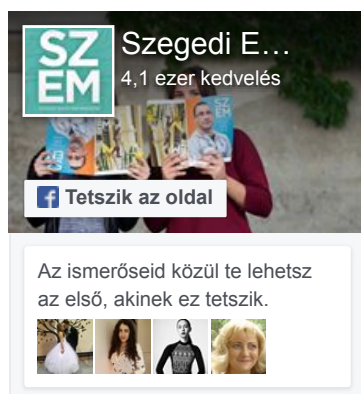 SZ
EM
Szegedi E...
4,1 ezer kedvelés
Tetszik az oldal
Az ismerőseid közül te lehetsz
az első, akinek ez tetszik.